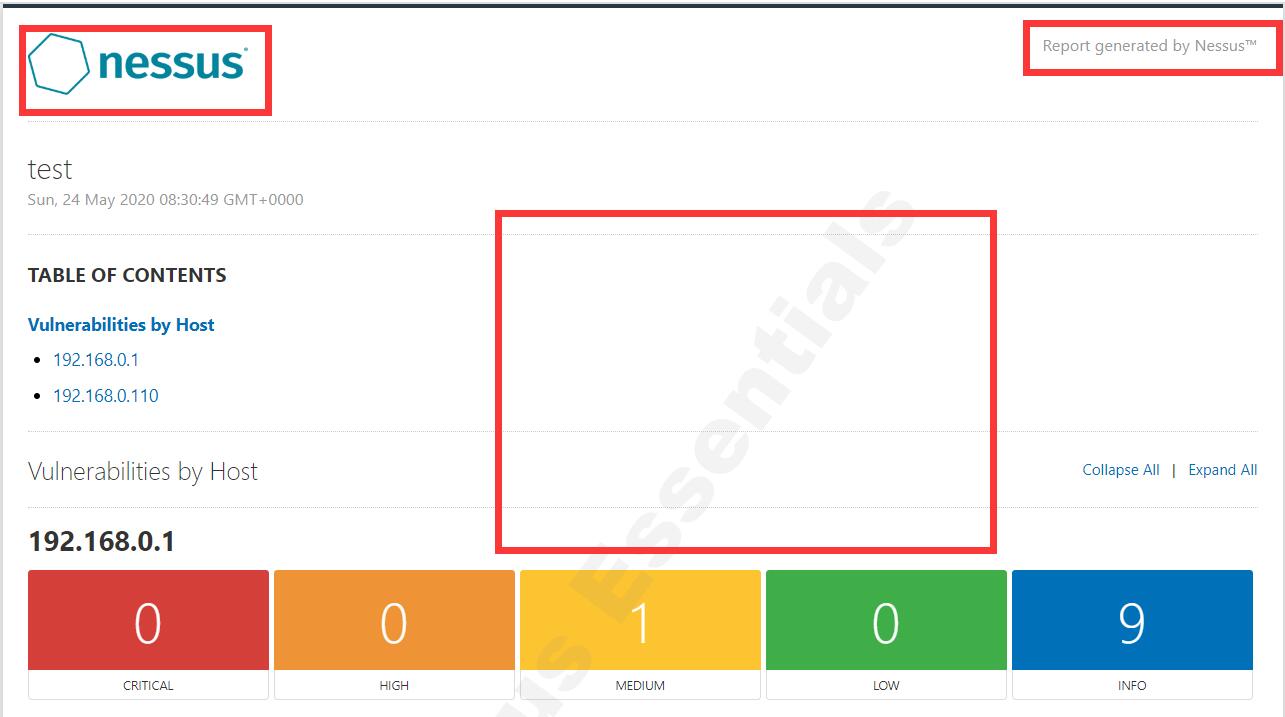 nessus
Report generated by Nessus™
test
Sun, 24 May 2020 08:30:49 GMT+0000
TABLE OF CONTENTS
Vulnerabilities by Host
• 192.168.0.1
• 192.168.0.110
Vulnerabilities by Host
Collapse All | Expand All
192.168.0.1
0 0 1 0 9
CRITICAL HIGH MEDIUM LOW INFO
us Essentials